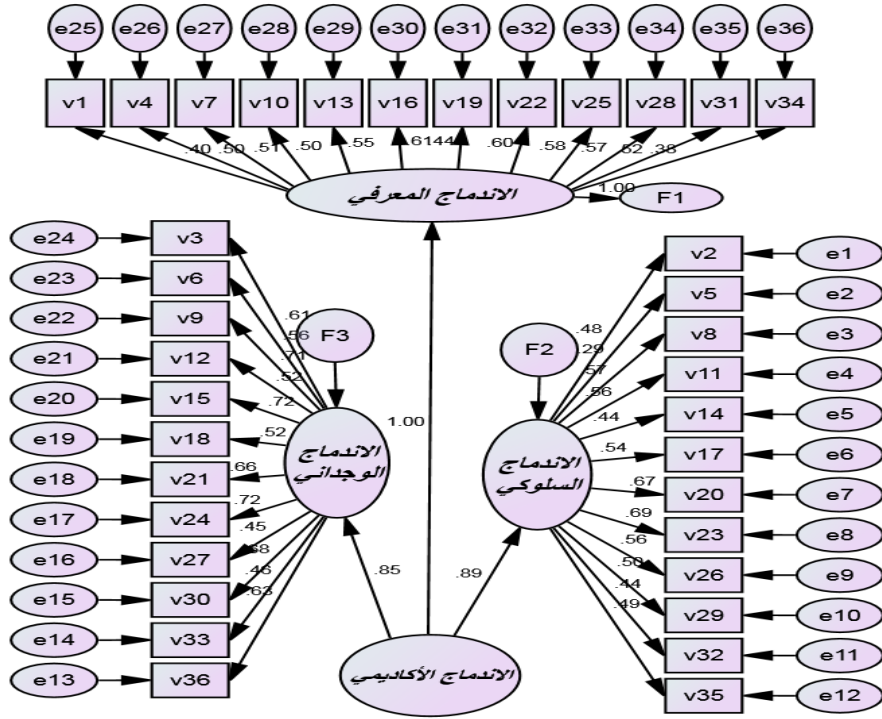 e25 e26 e27 e28 e29 e30 e31 e32 e33 e34 e35 e36
v1 v4 v7 v10 v13 v16 v19 v22 v25 v28 v31 v34
.40 .50 .51 .50 .55 .61 .44 .60 .58 .57 .52 .38
الاندماج المعرفي
1.00
F1
e24 v3
e23 v6
e22 v9
e21 v12
e20 v15
e19 v18
e18 v21
e17 v24
e16 v27
e15 v30
e14 v33
e13 v36
.61
.56
.71
.52
.72
.52
.66
.72
.45
.68
.46
.63
F3
الاندماج
الوجداني
1.00
F2
الاندماج
السلوكي
.48
.29
.57
.56
.44
.54
.67
.69
.56
.50
.44
.49
v2 e1
v5 e2
v8 e3
v11 e4
v14 e5
v17 e6
v20 e7
v23 e8
v26 e9
v29 e10
v32 e11
v35 e12
.85
.89
الاندماج الأكاديمي